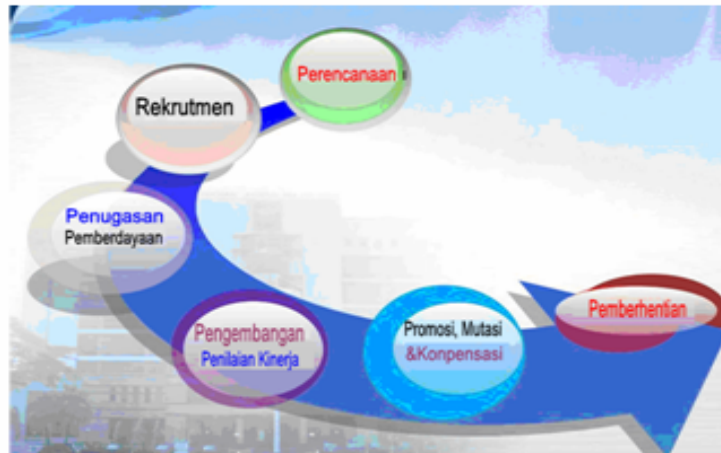 Perencanaan
Rekrutmen
Penugasan
Pemberdayaan
Pengembangan
Penilaian Kinerja
Promosi, Mutasi
&Konpensasi
Pemberhentian